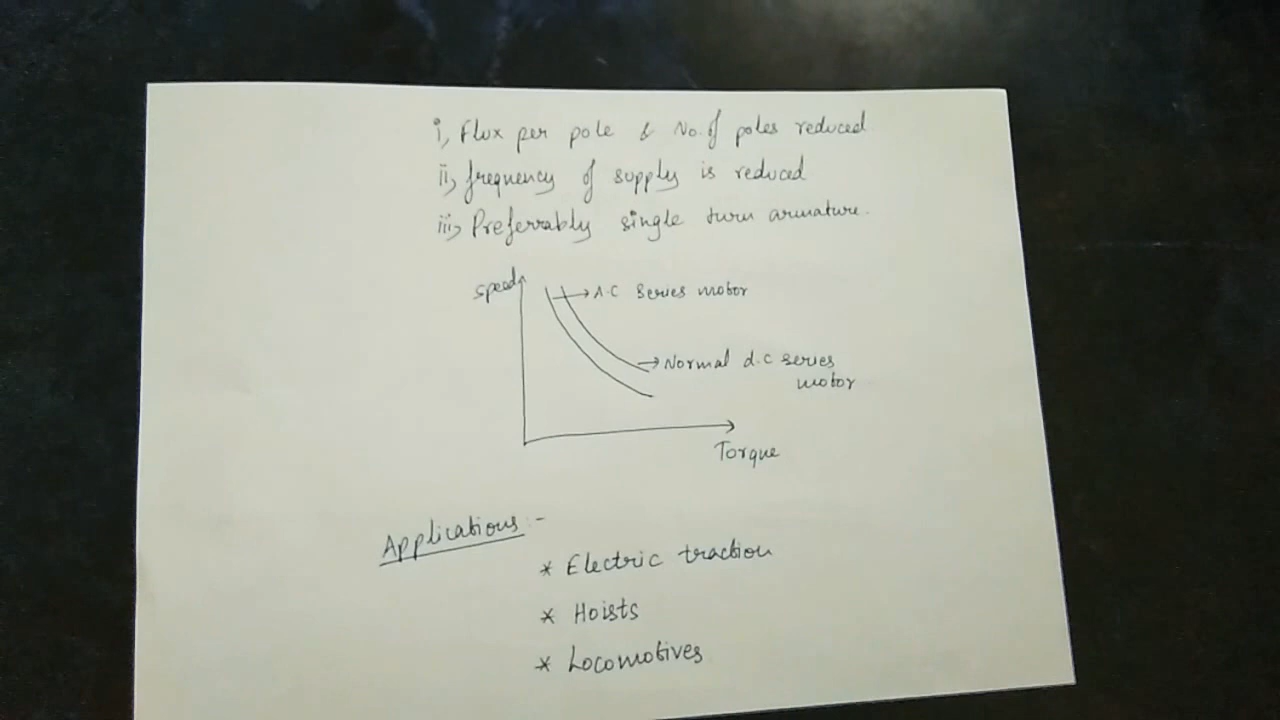 i, Flux per pole & No. of poles reduced
ii, frequency of supply is reduced
iii, Preferrably single turn armature.
Speed
A.C Series motor
Normal d.c series
motor
Torque
Applications :-
* Electric traction
* Hoists
* Locomotives